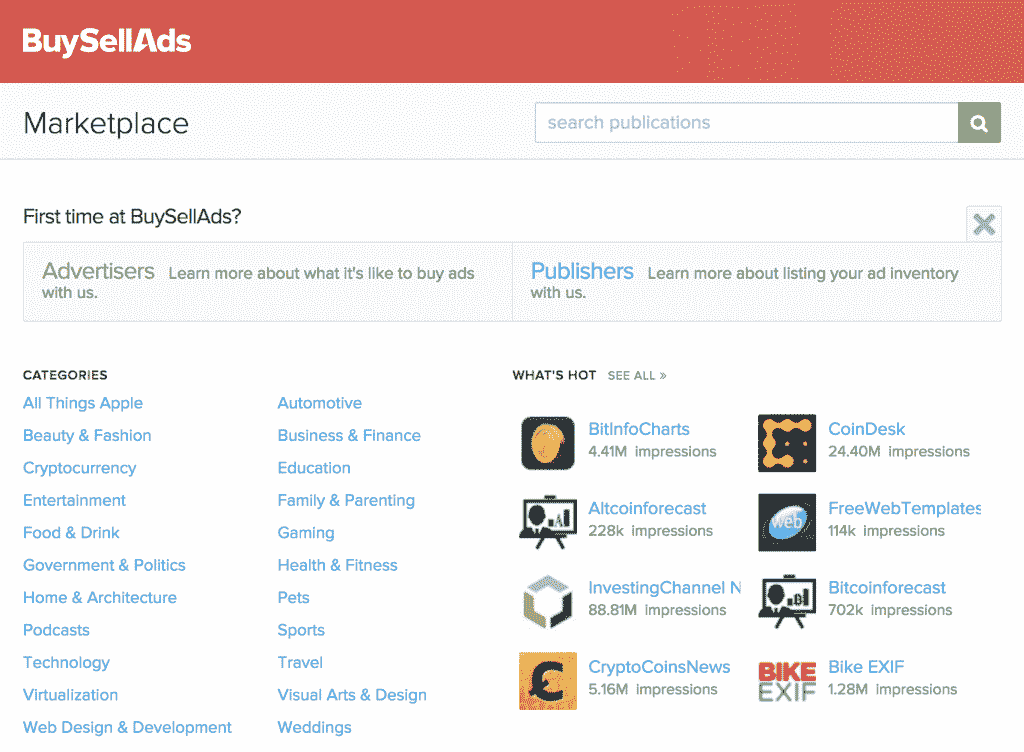 BuySellAds
Marketplace
search publications
First time at BuySellAds?
Advertisers Learn more about what it's like to buy ads
with us.
Publishers Learn more about listing your ad inventory
with us.
CATEGORIES
All Things Apple
Automotive
Beauty & Fashion
Business & Finance
Cryptocurrency
Education
Entertainment
Family & Parenting
Food & Drink
Gaming
Government & Politics
Health & Fitness
Home & Architecture
Pets
Podcasts
Sports
Technology
Travel
Virtualization
Visual Arts & Design
Web Design & Development
Weddings
WHAT'S HOT SEE ALL »
BitInfoCharts
4.41M impressions
CoinDesk
24.40M impressions
Altcoinforecast
228k impressions
web
FreeWebTemplates
114k impressions
InvestingChannel N
88.81M impressions
Bitcoinforecast
702k impressions
CryptoCoinsNews
5.16M impressions
BIKE
EXIF
Bike EXIF
1.28M impressions